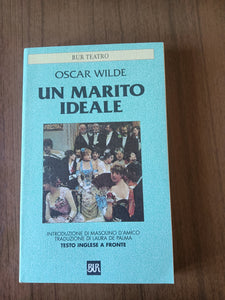 BUR TEATRO
OSCAR WILDE
UN MARITO
IDEALE
INTRODUZIONE DI MASOLINO D'AMICO
TRADUZIONE DI LAURA DE PALMA
TESTO INGLESE A FRONTE
BUR